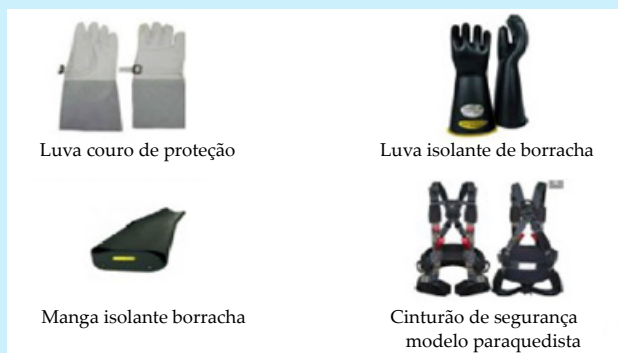 Luva couro de proteção
Luva isolante de borracha
Manga isolante borracha
Cinturão de segurança
modelo paraquedista